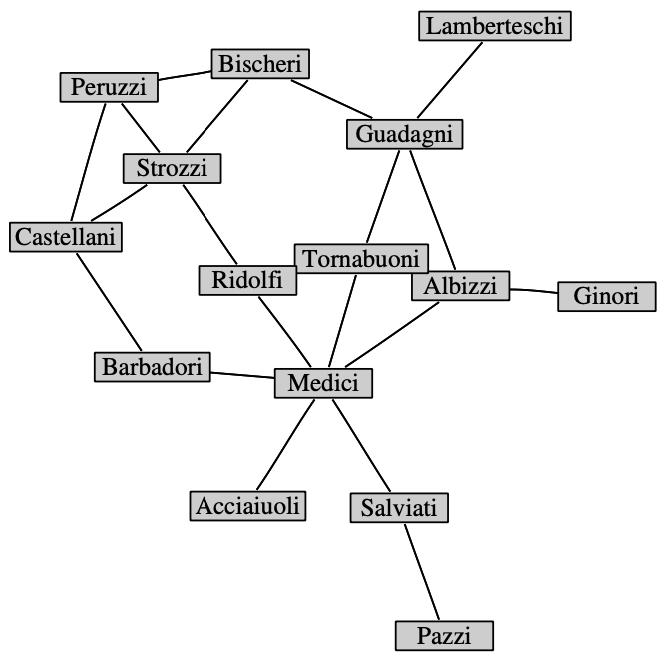 Lamberteschi
Bischeri
Peruzzi
Guadagni
Strozzi
Castellani
Tornabuoni
Ridolfi
Albizzi
Ginori
Barbadori
Medici
Acciaiuoli
Salviati
Pazzi